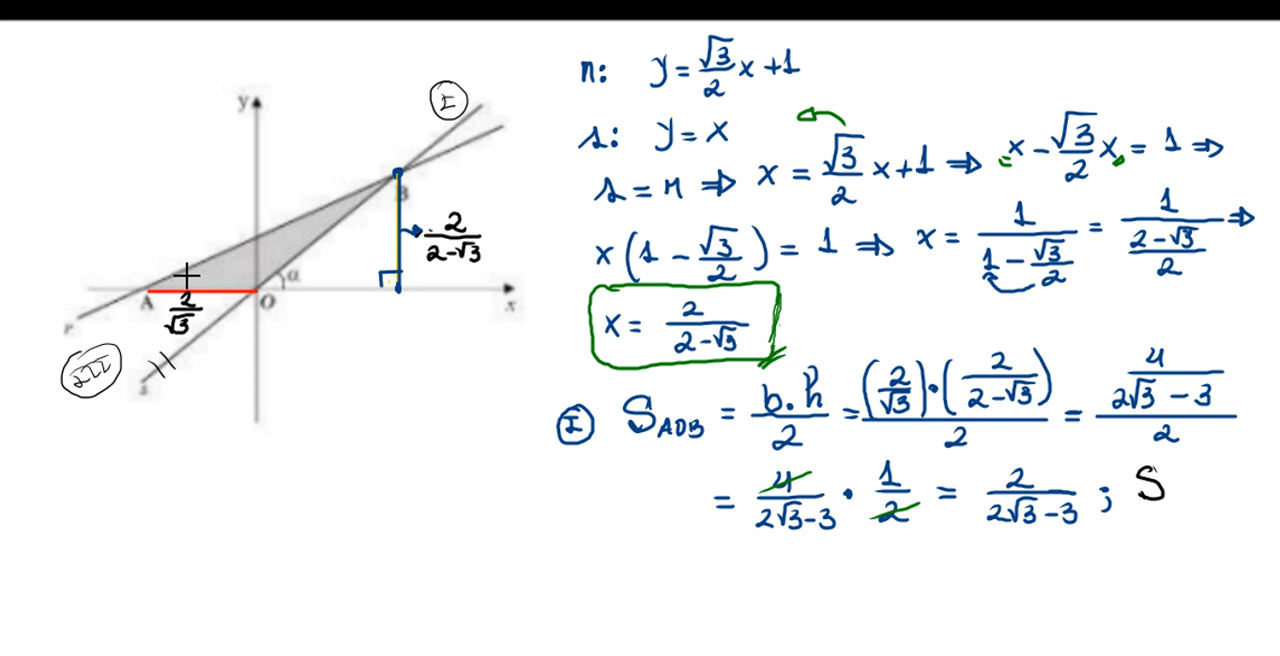 y
I
B
α
2/(2-√3)
A
O
x
2/√3
r
III
s
r: y = √3/2 x + 1
s: y = x
s = r ⇒ x = √3/2 x + 1 ⇒ x - √3/2 x = 1 ⇒
x(1 - √3/2) = 1 ⇒ x = 1/(1 - √3/2) = 1/((2-√3)/2) ⇒
x = 2/(2-√3)
I S_AOB = b.h/2 = (2/√3)·(2/(2-√3))/2 = (4/(2√3-3))/2
= 4/(2√3-3) · 1/2 = 2/(2√3-3) ; S